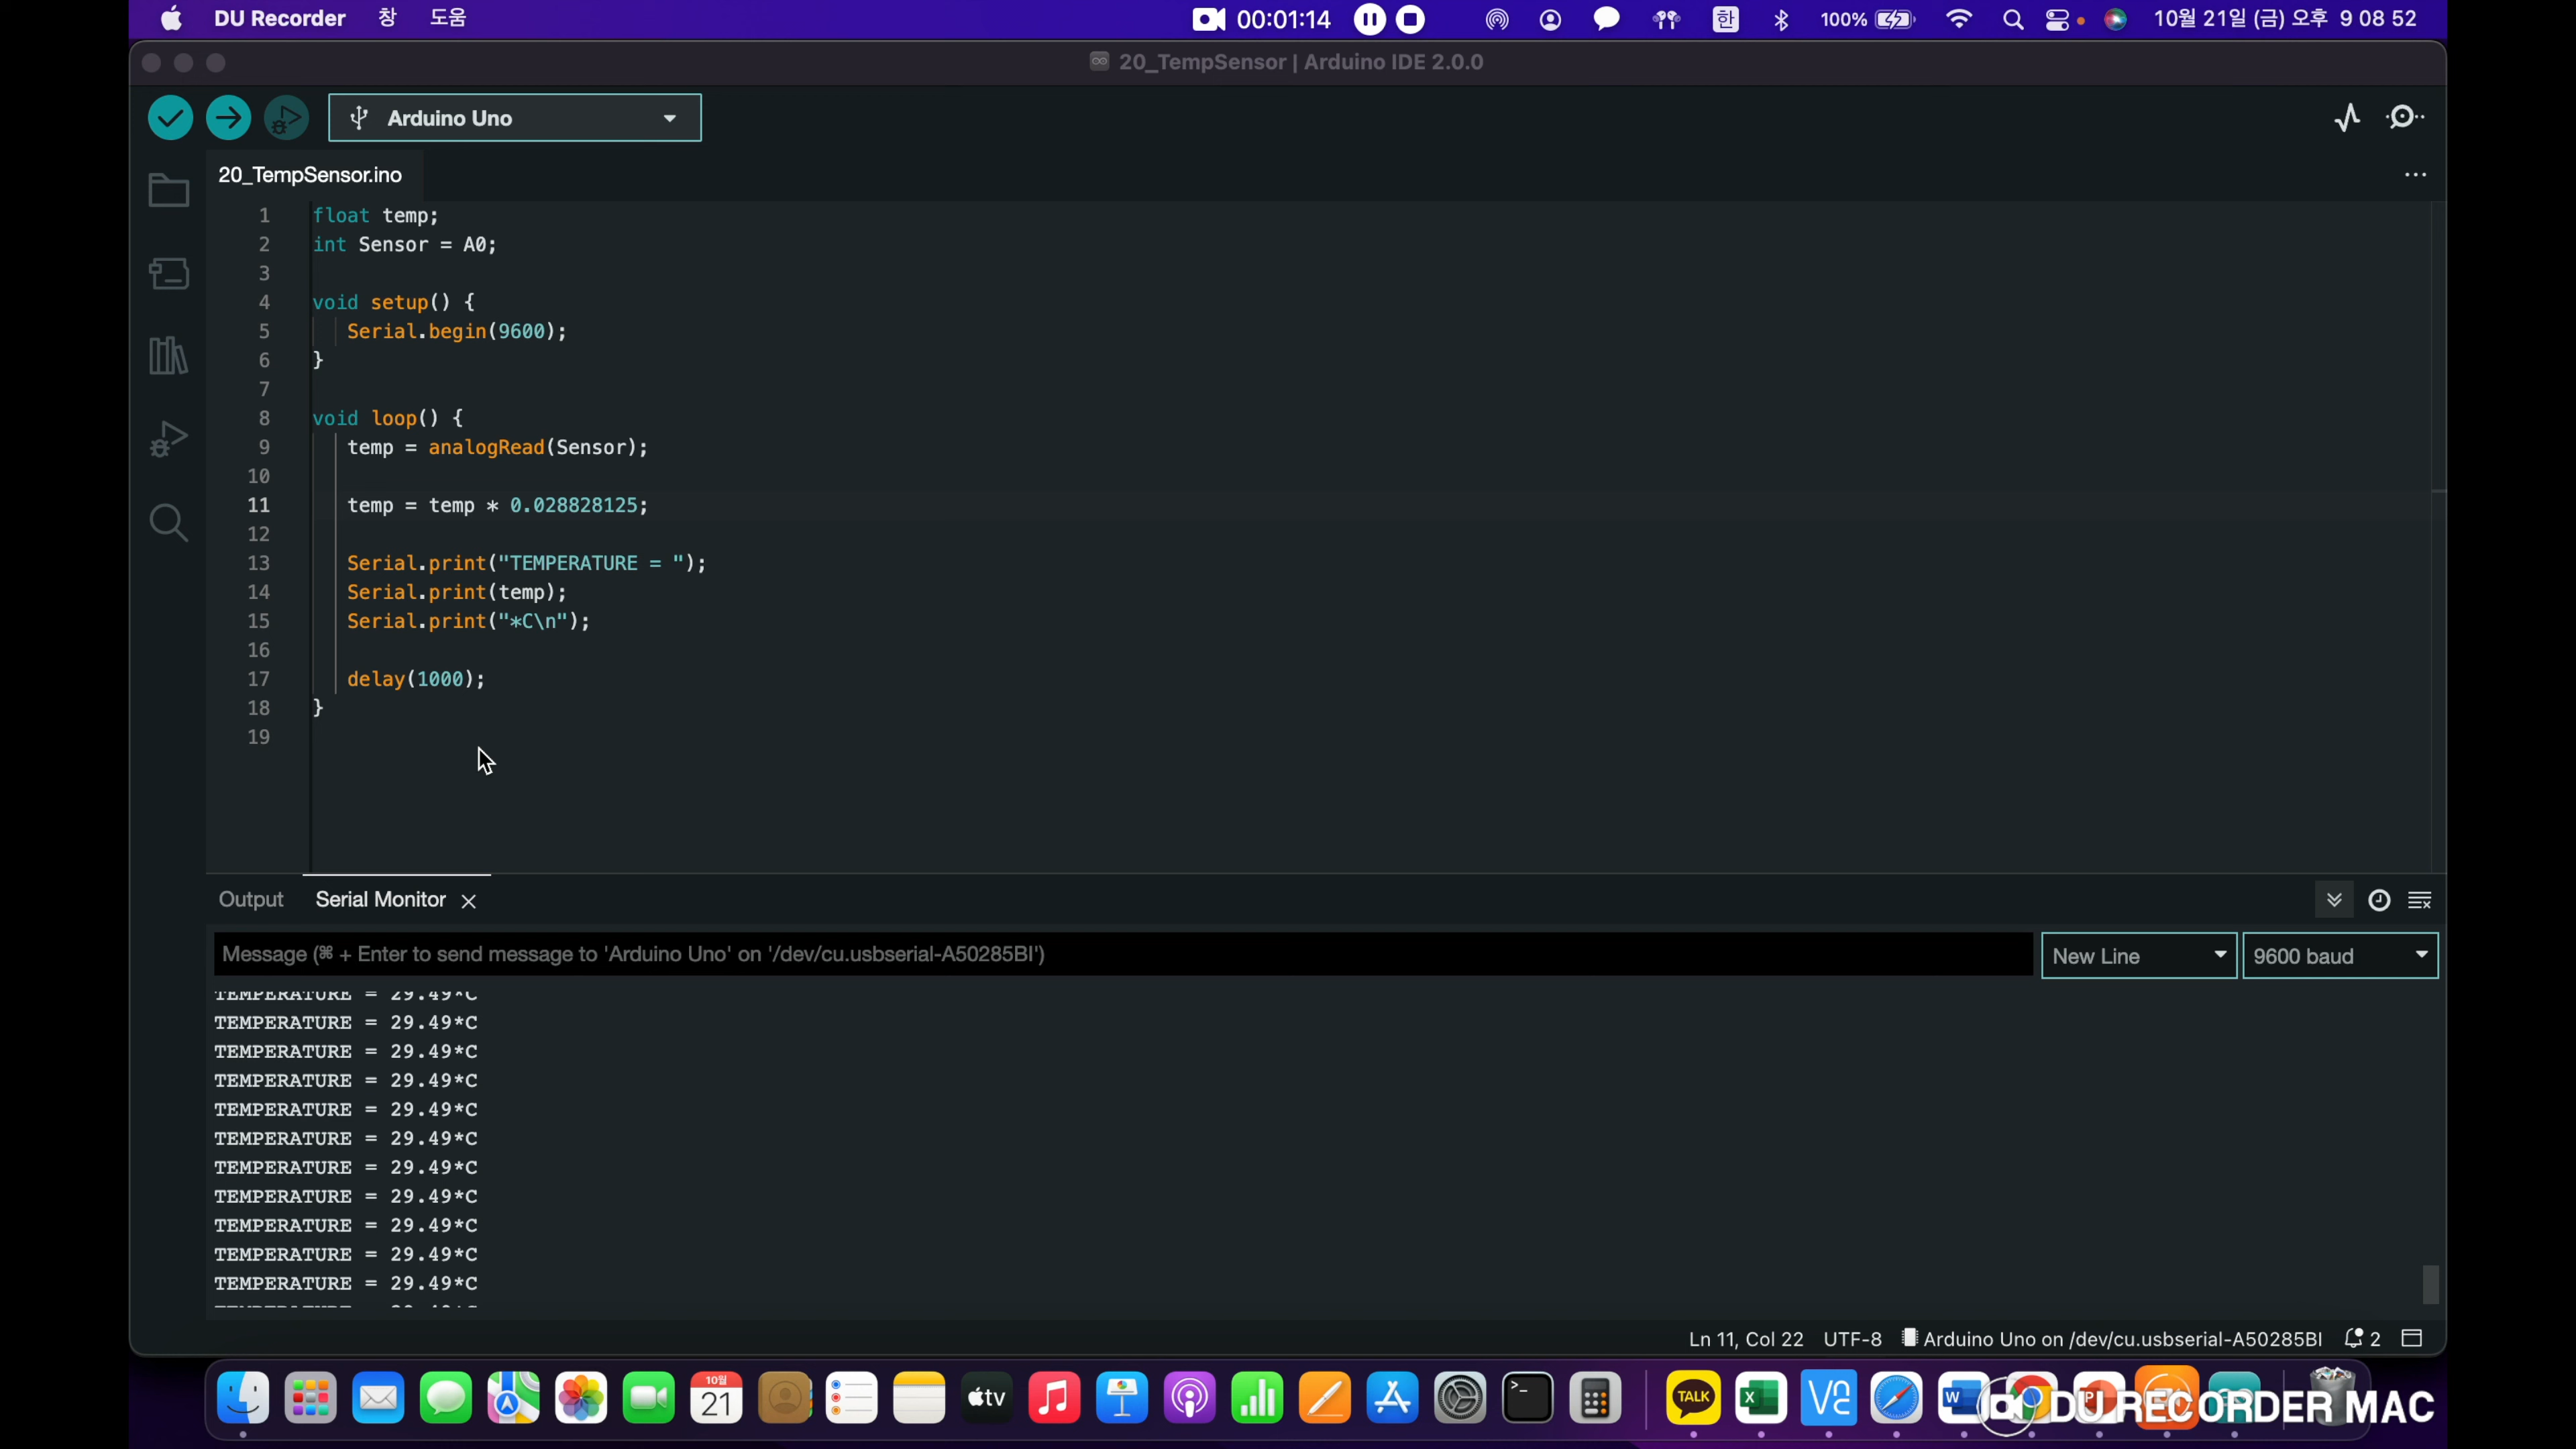 DU Recorder 창 도움 00:01:14 한 100% 10월 21일 (금) 오후 9 08 52
20_TempSensor | Arduino IDE 2.0.0
Arduino Uno
20_TempSensor.ino
1 float temp;
2 int Sensor = A0;
3
4 void setup() {
5 Serial.begin(9600);
6 }
7
8 void loop() {
9 temp = analogRead(Sensor);
10
11 temp = temp * 0.028828125;
12
13 Serial.print("TEMPERATURE = ");
14 Serial.print(temp);
15 Serial.print("*C\n");
16
17 delay(1000);
18 }
19
Output Serial Monitor
Message (⌘ + Enter to send message to 'Arduino Uno' on '/dev/cu.usbserial-A50285BI') New Line 9600 baud
TEMPERATURE = 29.49*C
TEMPERATURE = 29.49*C
TEMPERATURE = 29.49*C
TEMPERATURE = 29.49*C
TEMPERATURE = 29.49*C
TEMPERATURE = 29.49*C
TEMPERATURE = 29.49*C
TEMPERATURE = 29.49*C
TEMPERATURE = 29.49*C
TEMPERATURE = 29.49*C
TEMPERATURE = 29.49*C
Ln 11, Col 22 UTF-8 Arduino Uno on /dev/cu.usbserial-A50285BI 2
10월
21
tv
TALK
DU RECORDER MAC